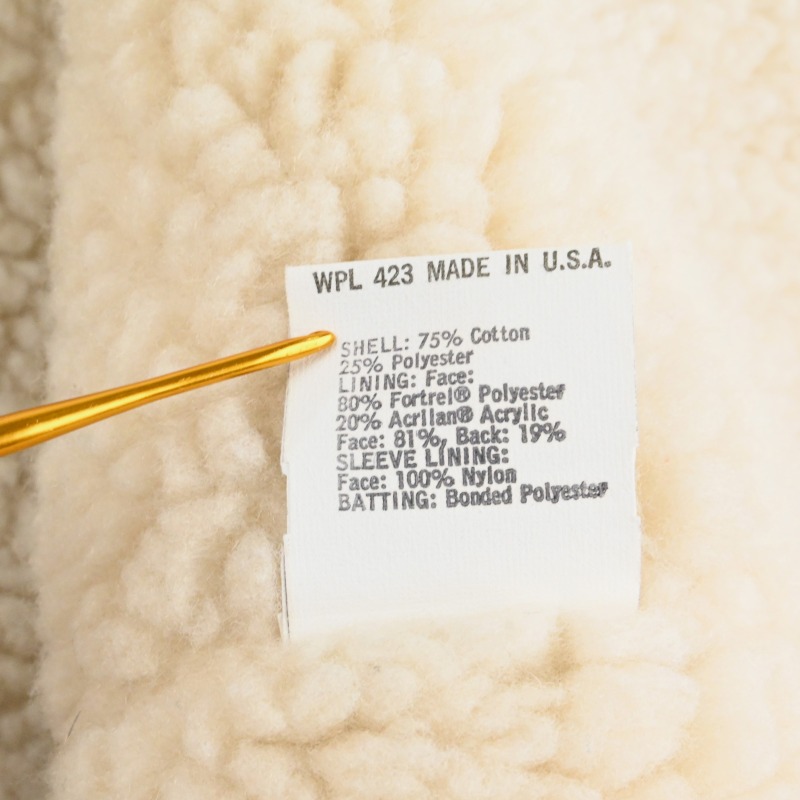 WPL 423 MADE IN U.S.A.
SHELL: 75% Cotton
25% Polyester
LINING: Face:
80% Fortrel® Polyester
20% Acrilan® Acrylic
Face: 81%, Back: 19%
SLEEVE LINING:
Face: 100% Nylon
BATTING: Bonded Polyester